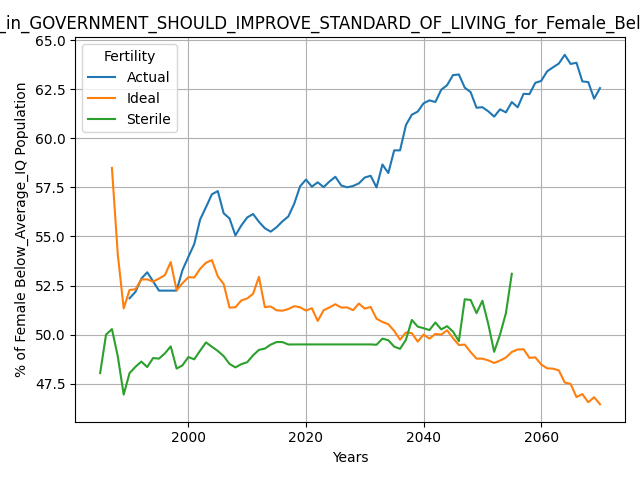 _in_GOVERNMENT_SHOULD_IMPROVE_STANDARD_OF_LIVING_for_Female_Bel
65.0
62.5
60.0
57.5
55.0
52.5
50.0
47.5
% of Female Below_Average_IQ Population
Fertility
Actual
Ideal
Sterile
2000
2020
2040
2060
Years